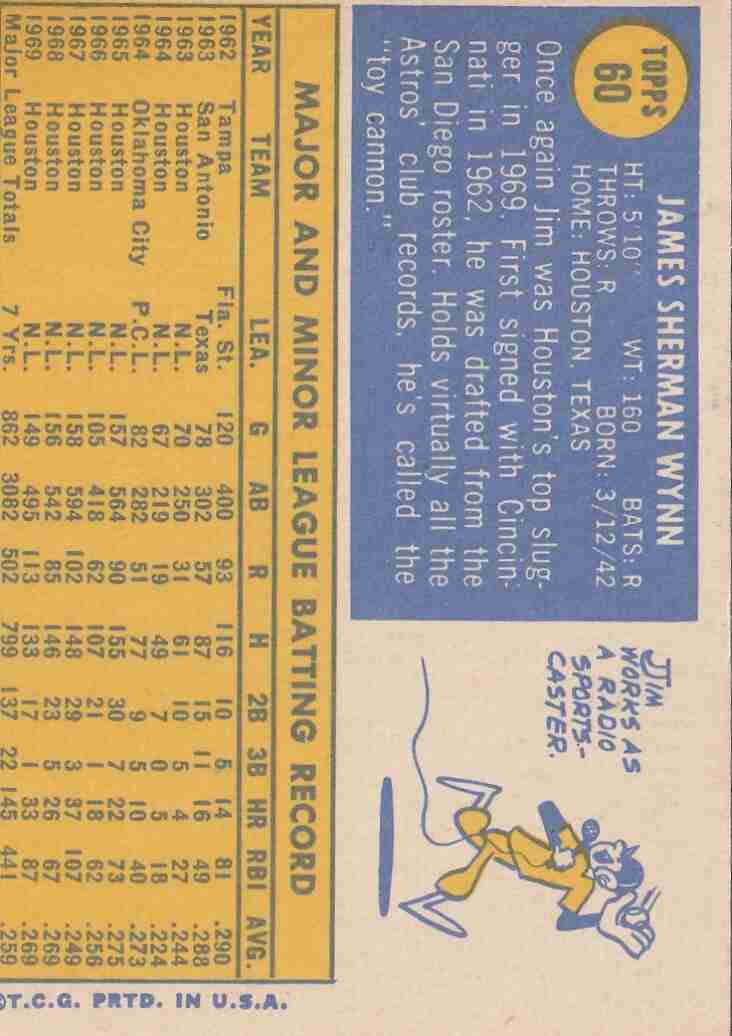 TOPPS
60
JAMES SHERMAN WYNN
HT: 5'10" WT: 160 BATS: R
THROWS: R BORN: 3/12/42
HOME: HOUSTON, TEXAS
Once again Jim was Houston's top slug-
ger in 1969. First signed with Cincin-
nati in 1962, he was drafted from the
San Diego roster. Holds virtually all the
Astros' club records, he's called the
"toy cannon."
JIM
WORKS AS
A RADIO
SPORTS-
CASTER.
MAJOR AND MINOR LEAGUE BATTING RECORD
YEAR TEAM LEA. G AB R H 2B 3B HR RBI AVG.
1962 Tampa Fla. St. 120 400 93 116 10 5 14 81 .290
1963 San Antonio Texas 78 302 57 87 15 11 16 49 .288
1963 Houston N.L. 70 250 31 61 10 5 4 27 .244
1964 Houston N.L. 67 219 19 49 7 0 5 18 .224
1964 Oklahoma City P.C.L. 82 282 51 77 9 5 10 40 .273
1965 Houston N.L. 157 564 90 155 30 7 22 73 .275
1966 Houston N.L. 105 418 62 107 21 1 18 62 .256
1967 Houston N.L. 158 594 102 148 29 3 37 107 .249
1968 Houston N.L. 156 542 85 146 23 5 26 67 .269
1969 Houston N.L. 149 495 113 133 17 1 33 87 .269
Major League Totals 7 Yrs. 862 3082 502 799 137 22 145 441 .259
©T.C.G. PRTD. IN U.S.A.